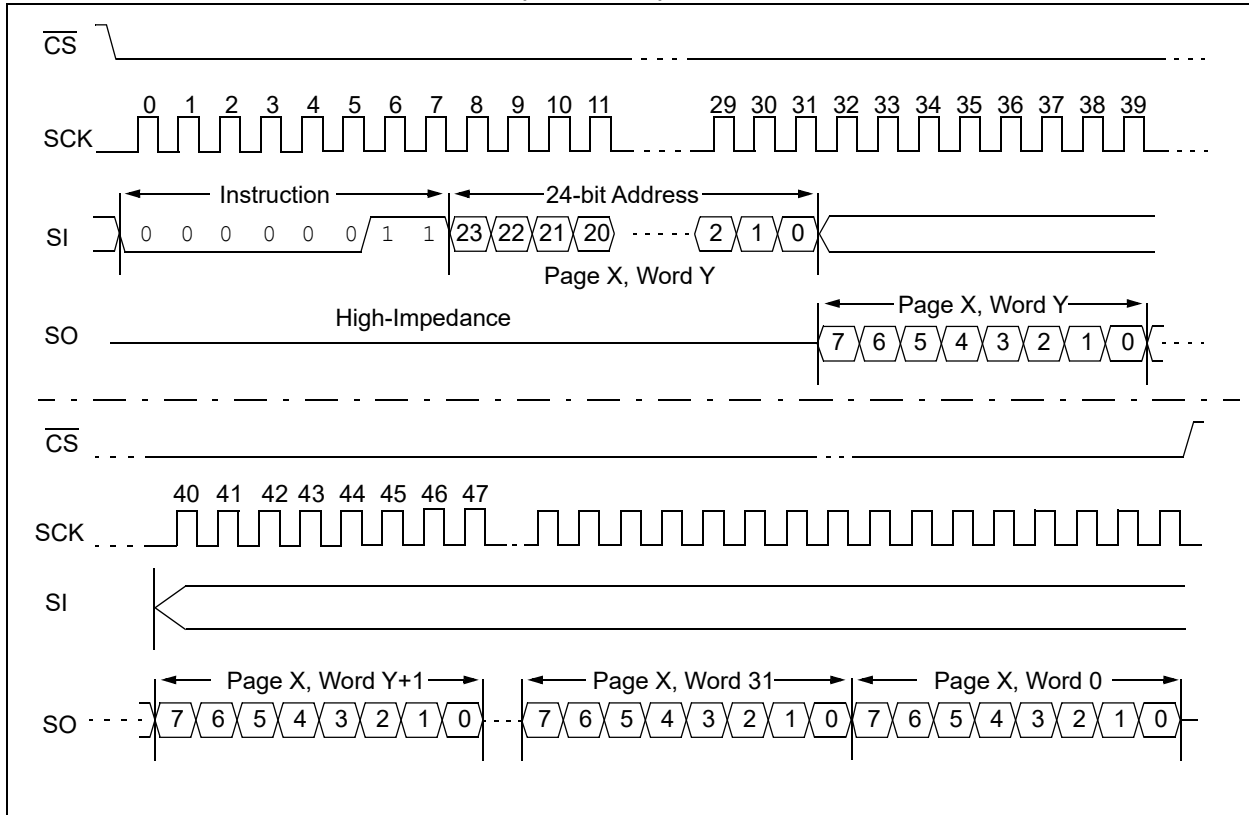 CS
0 1 2 3 4 5 6 7 8 9 10 11 29 30 31 32 33 34 35 36 37 38 39
SCK
Instruction 24-bit Address
SI 0 0 0 0 0 0 1 1 23 22 21 20 2 1 0
Page X, Word Y
High-Impedance Page X, Word Y
SO 7 6 5 4 3 2 1 0
CS
40 41 42 43 44 45 46 47
SCK
SI
Page X, Word Y+1 Page X, Word 31 Page X, Word 0
SO 7 6 5 4 3 2 1 0 7 6 5 4 3 2 1 0 7 6 5 4 3 2 1 0